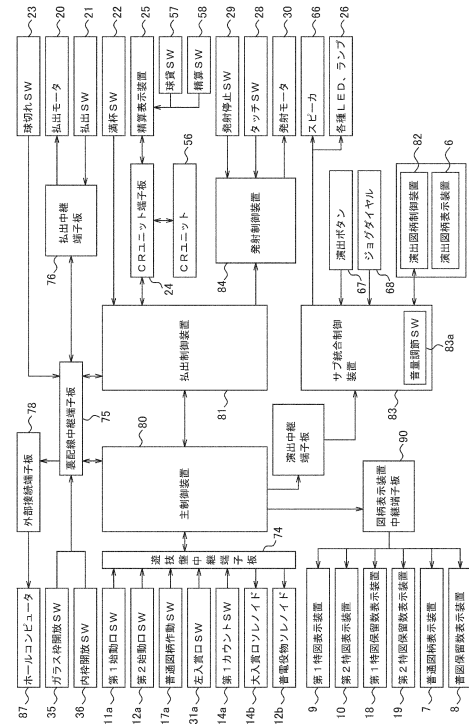 87 ホールコンピュータ
35 ガラス枠開放SW
36 内枠開放SW
11a 第1始動口SW
12a 第2始動口SW
17a 普通図柄作動SW
31a 左入賞口SW
14a 第1カウントSW
14b 大入賞口ソレノイド
12b 普電役物ソレノイド
9 第1特図表示装置
10 第2特図表示装置
18 第1特図保留数表示装置
19 第2特図保留数表示装置
7 普通図柄表示装置
8 普図保留数表示装置
外部接続端子板 78
遊技盤中継端子板
74
裏配線中継端子板
75
主制御装置
80
演出中継
端子板
図柄表示装置
中継端子板
90
払出中継
端子板
76
払出制御装置
81
サブ統合制御
装置
83
音量調節SW
83a
CRユニット端子板
24
CRユニット
56
発射制御装置
84
演出ボタン
67
ジョグダイヤル
68
演出図柄制御装置
82
演出図柄表示装置
6
球切れSW 23
払出モータ 20
払出SW 21
満杯SW 22
精算表示装置 25
球貸SW 57
精算SW 58
発射停止SW 29
タッチSW 28
発射モータ 30
スピーカ 66
各種LED、ランプ 26